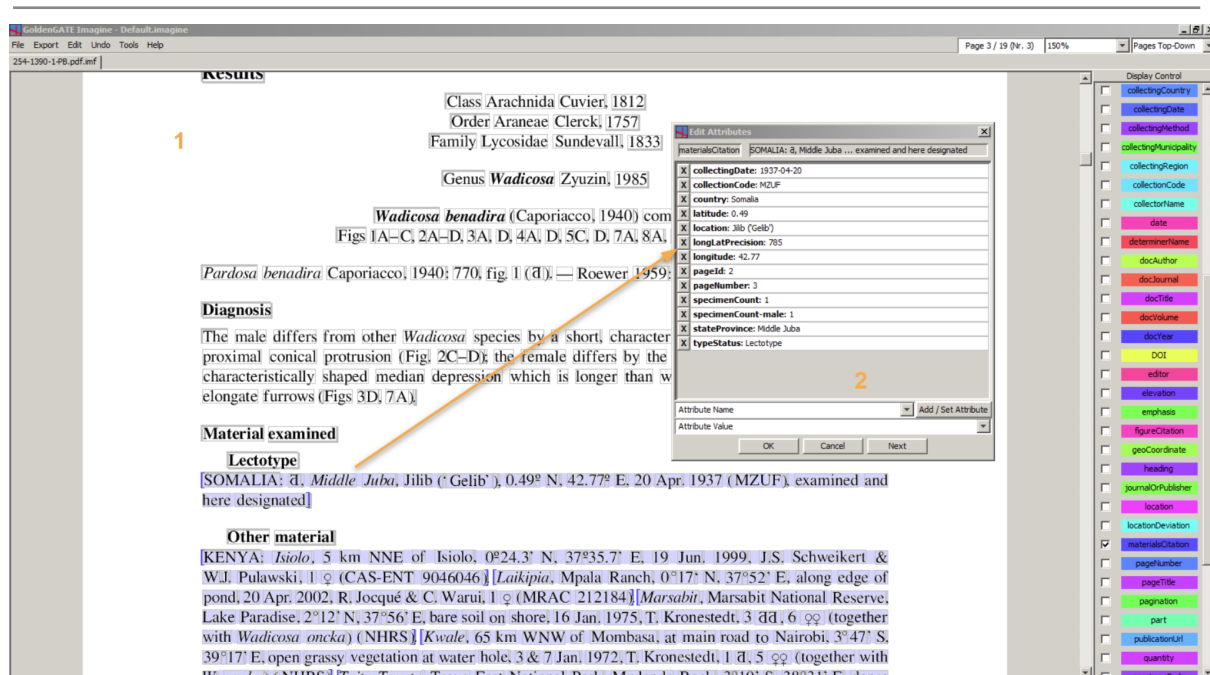 GoldenGATE Imagine - Default.imagine
File Export Edit Undo Tools Help
Page 3 / 19 (Nr. 3) 150% Pages Top-Down
254-1390-1-PB.pdf.imf
Results
Class Arachnida Cuvier, 1812
Order Araneae Clerck, 1757
Family Lycosidae Sundevall, 1833
1
Genus Wadicosa Zyuzin, 1985
Wadicosa benadira (Caporiacco, 1940) com
Figs 1A–C, 2A–D, 3A, D, 4A, D, 5C, D, 7A, 8A,
Pardosa benadira Caporiacco, 1940: 770, fig. 1 (♂). — Roewer 1959:
Diagnosis
The male differs from other Wadicosa species by a short, character
proximal conical protrusion (Fig. 2C–D); the female differs by the
characteristically shaped median depression which is longer than w
elongate furrows (Figs 3D, 7A).
Material examined
Lectotype
SOMALIA: ♂, Middle Juba, Jilib (‘Gelib’), 0.49º N, 42.77º E, 20 Apr. 1937 (MZUF), examined and
here designated
Other material
KENYA: Isiolo, 5 km NNE of Isiolo, 0º24.3’ N, 37º35.7’ E, 19 Jun. 1999, J.S. Schweikert &
W.J. Pulawski, 1 ♀ (CAS-ENT 9046046) Laikipia, Mpala Ranch, 0°17’ N, 37°52’ E, along edge of
pond, 20 Apr. 2002, R. Jocqué & C. Warui, 1 ♀ (MRAC 212184) Marsabit, Marsabit National Reserve,
Lake Paradise, 2°12’ N, 37°56’ E, bare soil on shore, 16 Jan. 1975, T. Kronestedt, 3 ♂♂, 6 ♀♀ (together
with Wadicosa oncka) (NHRS) Kwale, 65 km WNW of Mombasa, at main road to Nairobi, 3°47’ S,
39°17’ E, open grassy vegetation at water hole, 3 & 7 Jan. 1972, T. Kronestedt, 1 ♂, 5 ♀♀ (together with
Edit Attributes
materialsCitation SOMALIA: ♂, Middle Juba ... examined and here designated
X collectingDate: 1937-04-20
X collectionCode: MZUF
X country: Somalia
X latitude: 0.49
X location: Jilib ('Gelib')
X longLatPrecision: 785
X longitude: 42.77
X pageId: 2
X pageNumber: 3
X specimenCount: 1
X specimenCount-male: 1
X stateProvince: Middle Juba
X typeStatus: Lectotype
2
Attribute Name Add / Set Attribute
Attribute Value
OK Cancel Next
Display Control
collectingCountry
collectingDate
collectingMethod
collectingMunicipality
collectingRegion
collectionCode
collectorName
date
determinerName
docAuthor
docJournal
docTitle
docVolume
docYear
DOI
editor
elevation
emphasis
figureCitation
geoCoordinate
heading
journalOrPublisher
location
locationDeviation
materialsCitation
pageNumber
pageTitle
pagination
part
publicationUrl
quantity